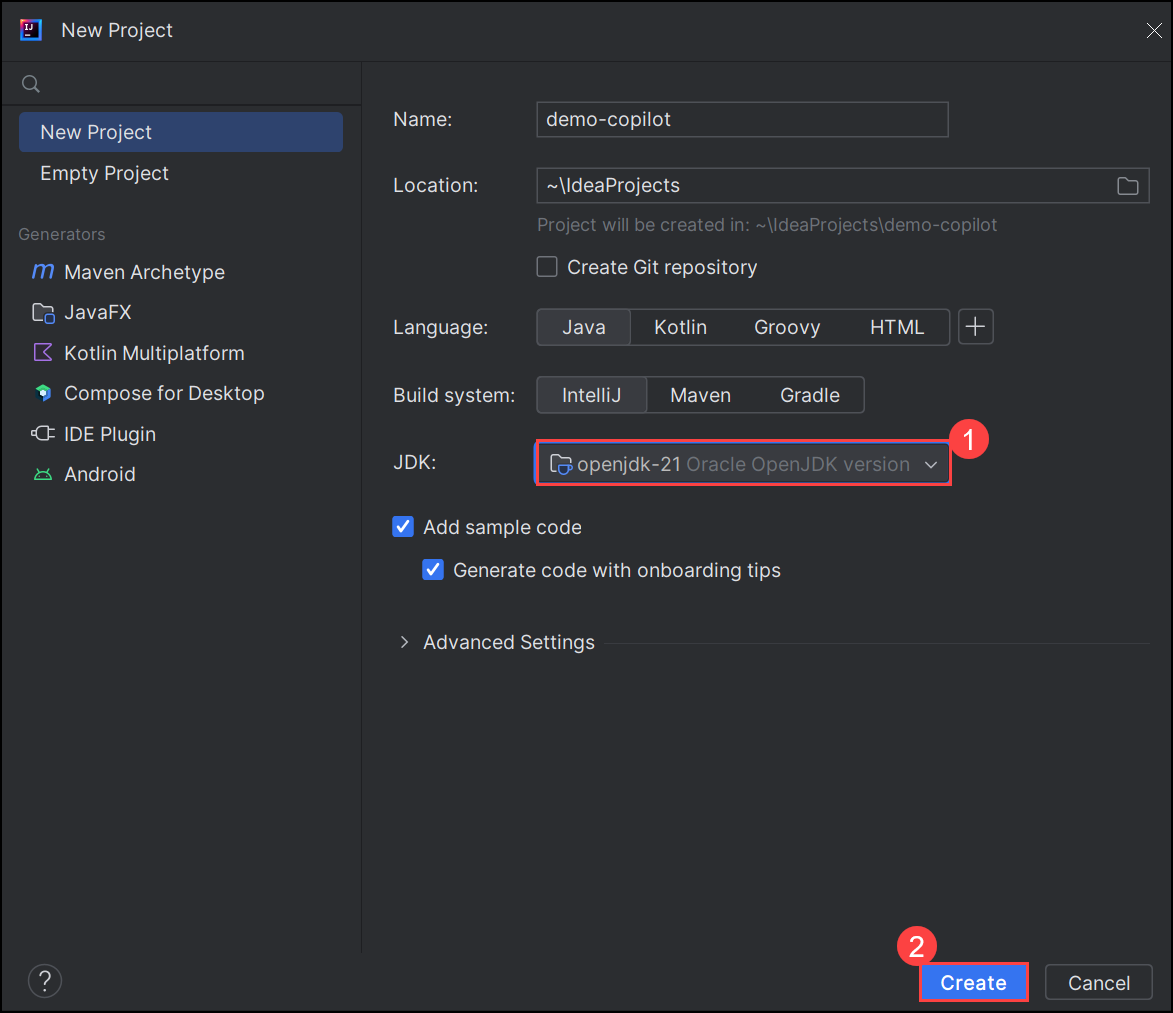 New Project
New Project
Empty Project
Generators
Maven Archetype
JavaFX
Kotlin Multiplatform
Compose for Desktop
IDE Plugin
Android
Name: demo-copilot
Location: ~\IdeaProjects
Project will be created in: ~\IdeaProjects\demo-copilot
Create Git repository
Language: Java Kotlin Groovy HTML
Build system: IntelliJ Maven Gradle
1
JDK: openjdk-21 Oracle OpenJDK version
Add sample code
Generate code with onboarding tips
Advanced Settings
2
? Create Cancel